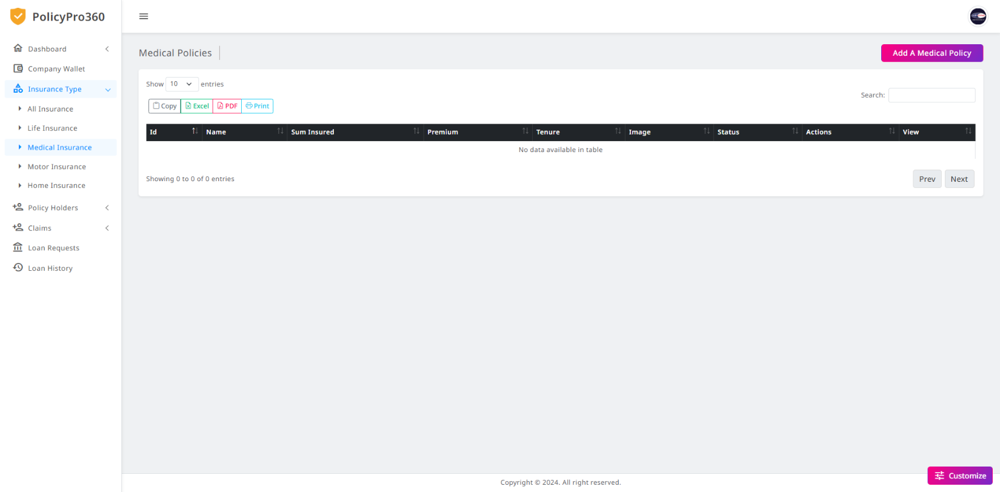 PolicyPro360
Dashboard
Company Wallet
Insurance Type
All Insurance
Life Insurance
Medical Insurance
Motor Insurance
Home Insurance
Policy Holders
Claims
Loan Requests
Loan History
Medical Policies
Add A Medical Policy
Show 10 entries
Search:
Copy Excel PDF Print
Id Name Sum Insured Premium Tenure Image Status Actions View
No data available in table
Showing 0 to 0 of 0 entries
Prev Next
Customize
Copyright © 2024. All right reserved.